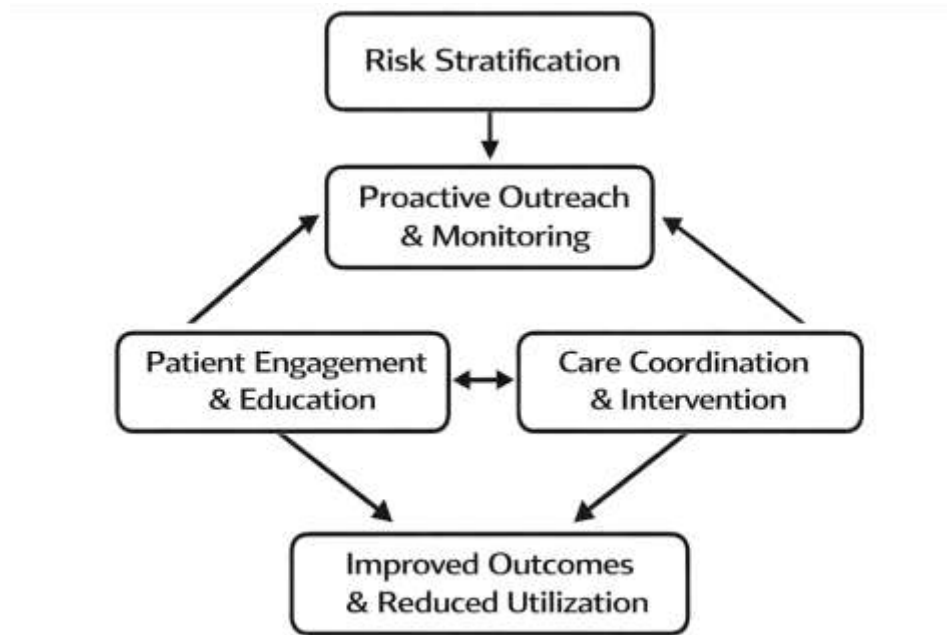 Risk Stratification
Proactive Outreach
& Monitoring
Patient Engagement
& Education
Care Coordination
& Intervention
Improved Outcomes
& Reduced Utilization